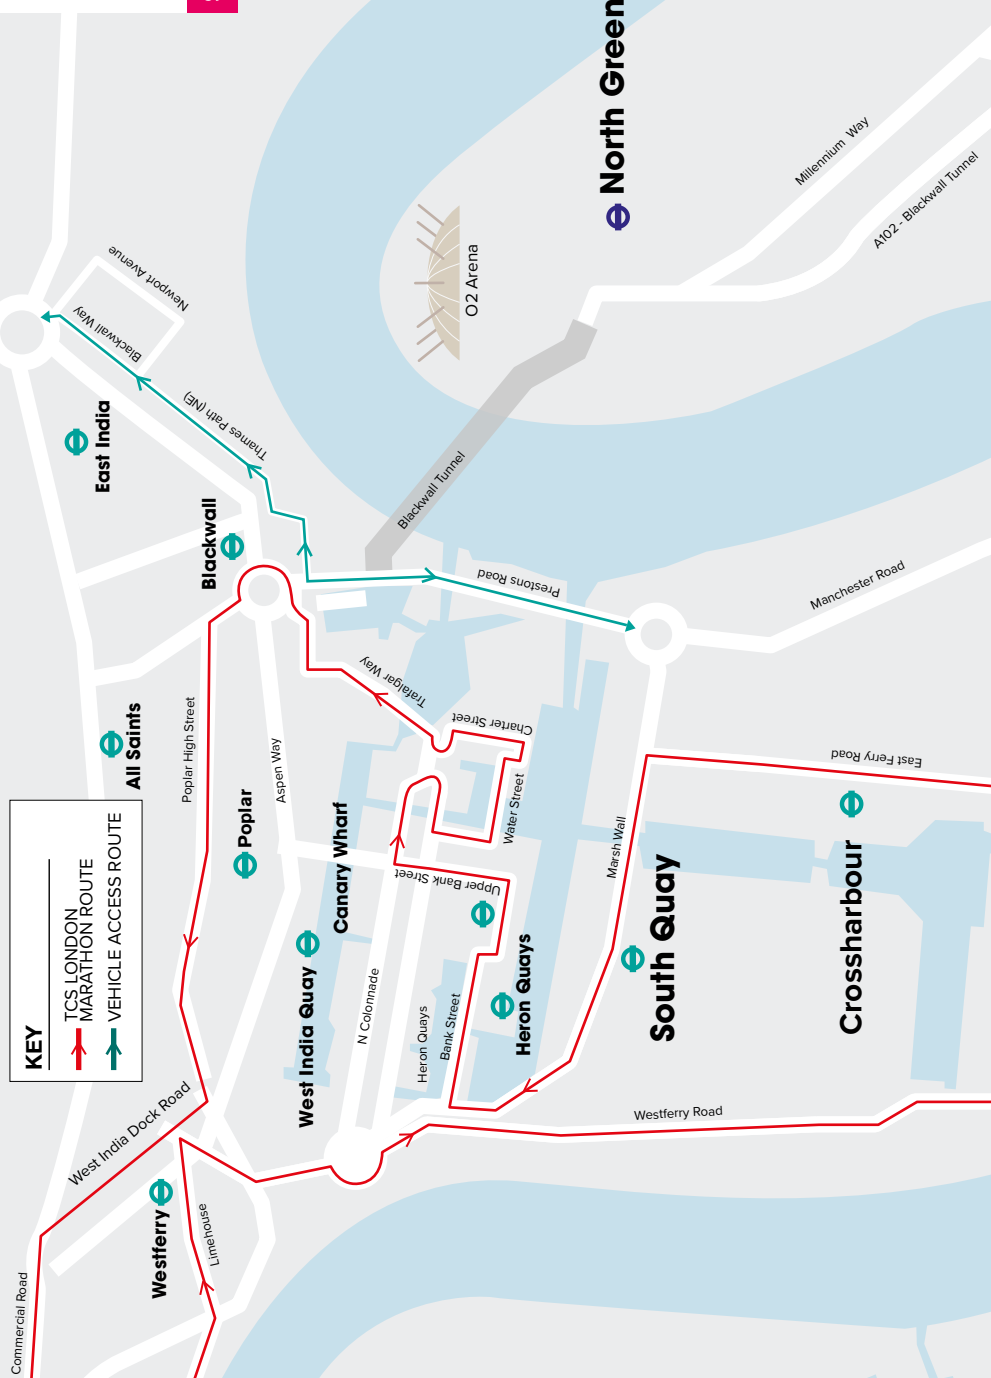 KEY
TCS LONDON
MARATHON ROUTE
VEHICLE ACCESS ROUTE
Commercial Road
West India Dock Road
Westferry
Limehouse
All Saints
Poplar High Street
Poplar
Aspen Way
East India
Blackwall
Newport Avenue
Blackwall Way
Thames Path (NE)
West India Quay
Canary Wharf
N Colonnade
Heron Quays
Bank Street
Heron Quays
Upper Bank Street
Water Street
Charter Street
Trafalgar Way
Prestons Road
Blackwall Tunnel
O2 Arena
North Green
Millennium Way
A102 - Blackwall Tunnel
Manchester Road
East Ferry Road
Marsh Wall
South Quay
Crossharbour
Westferry Road